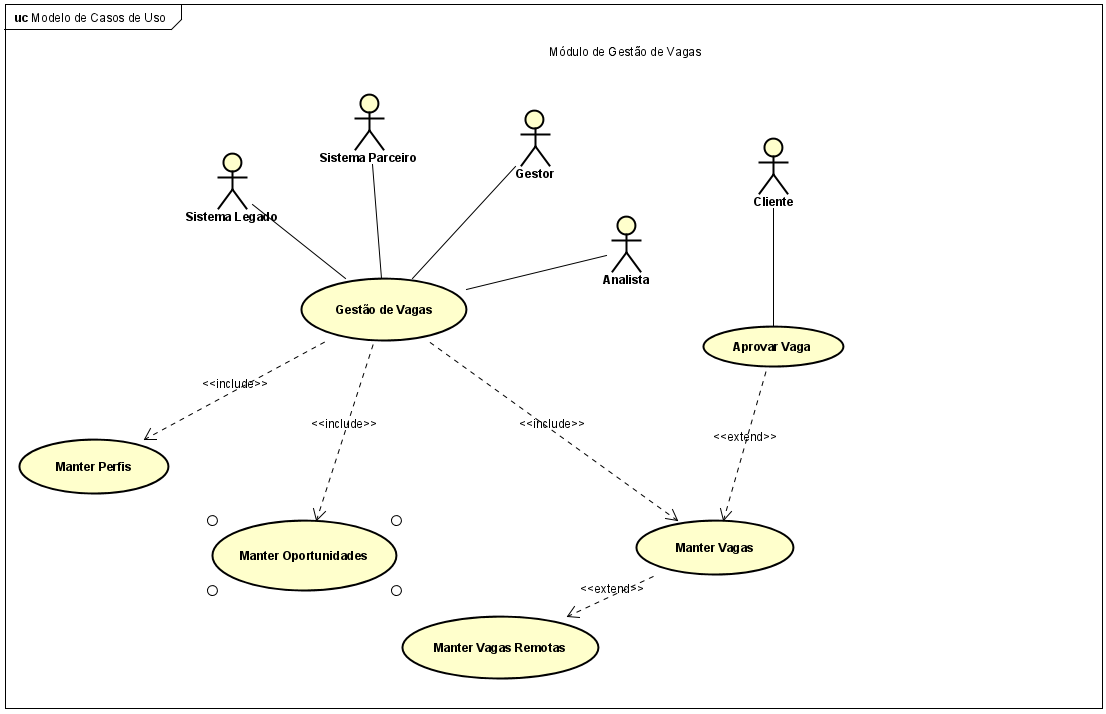 uc Modelo de Casos de Uso
Módulo de Gestão de Vagas
Sistema Parceiro
Gestor
Cliente
Sistema Legado
Analista
Gestão de Vagas
Aprovar Vaga
<<include>>
<<include>>
<<include>>
<<extend>>
Manter Perfis
Manter Oportunidades
Manter Vagas
<<extend>>
Manter Vagas Remotas